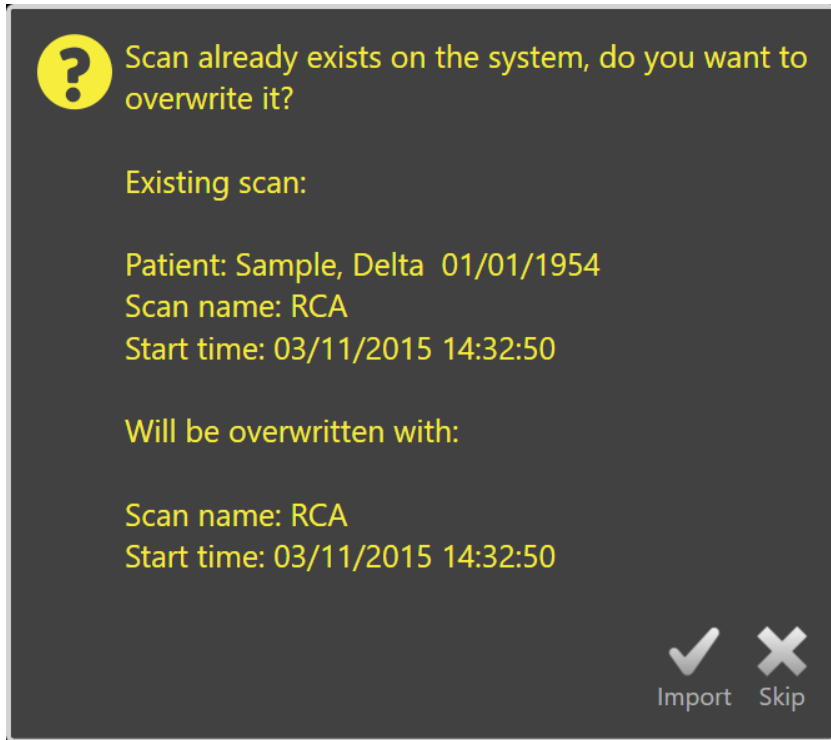 ?
Scan already exists on the system, do you want to
overwrite it?
Existing scan:
Patient: Sample, Delta  01/01/1954
Scan name: RCA
Start time: 03/11/2015 14:32:50
Will be overwritten with:
Scan name: RCA
Start time: 03/11/2015 14:32:50
Import Skip